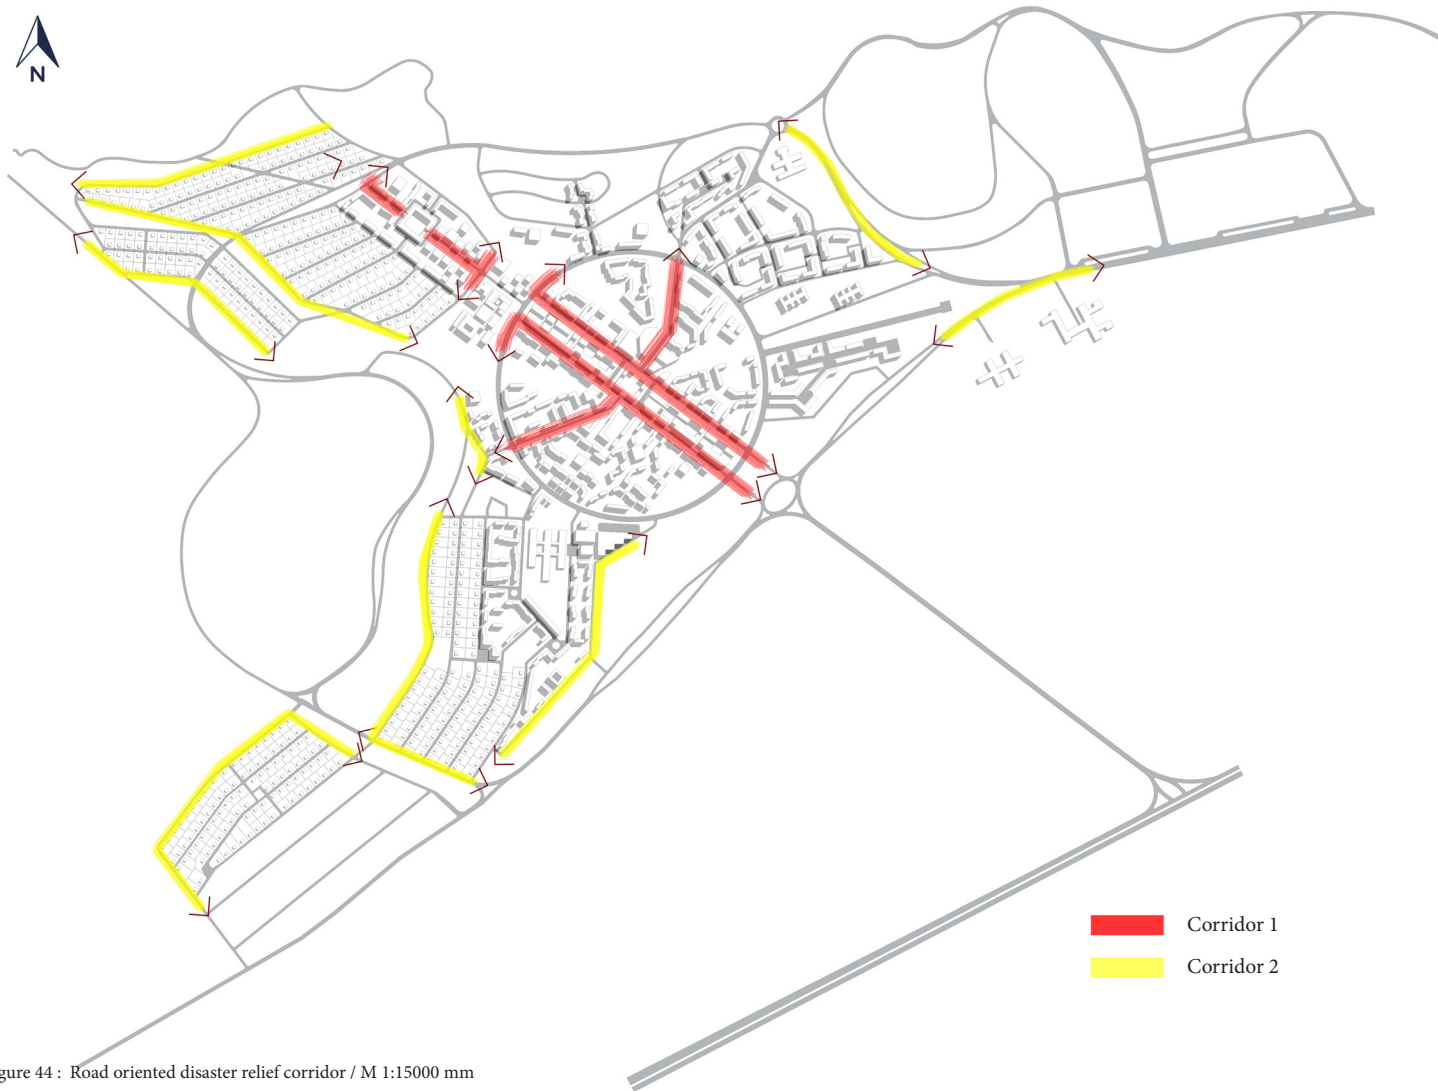 N
Corridor 1
Corridor 2
gure 44 : Road oriented disaster relief corridor / M 1:15000 mm